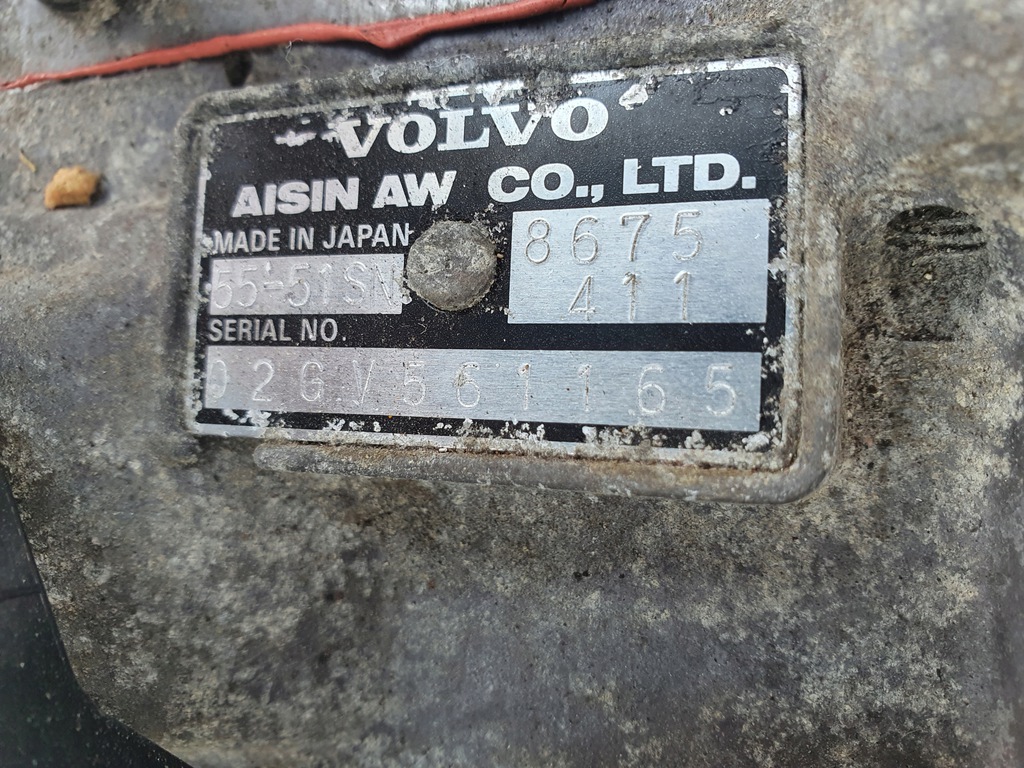 VOLVO
AISIN AW CO., LTD.
MADE IN JAPAN
8675
55-51SN
411
SERIAL NO.
02GV561165